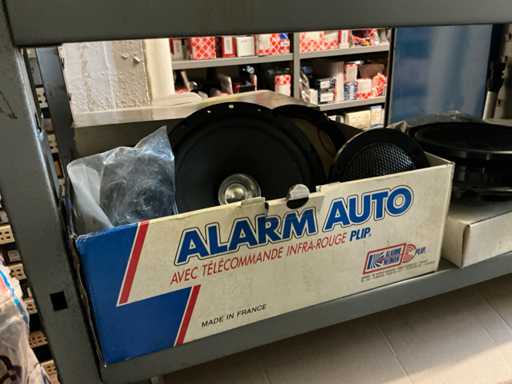 ALARM AUTO
AVEC TÉLÉCOMMANDE INFRA-ROUGE PLIP.
MADE IN FRANCE